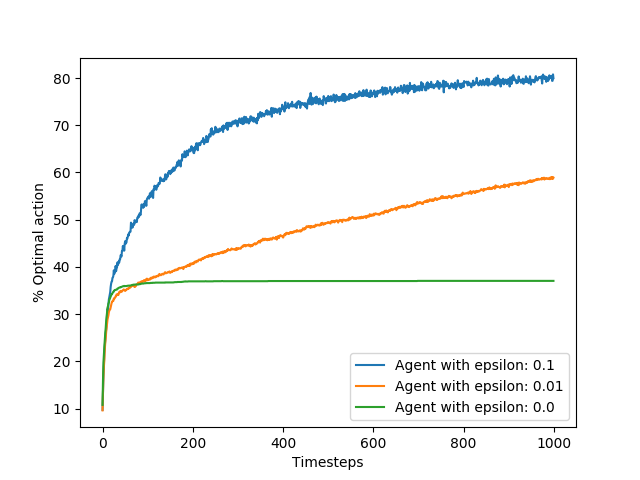 80
70
60
50
40
30
20
10
% Optimal action
Agent with epsilon: 0.1
Agent with epsilon: 0.01
Agent with epsilon: 0.0
0 200 400 600 800 1000
Timesteps